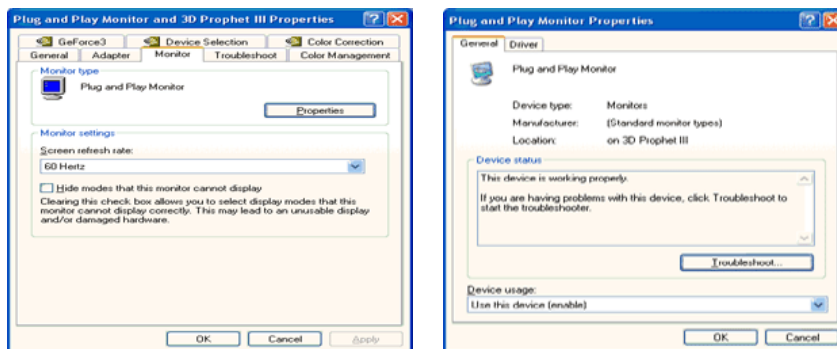 Plug and Play Monitor and 3D Prophet III Properties
GeForce3 Device Selection Color Correction
General Adapter Monitor Troubleshoot Color Management
Monitor type
Plug and Play Monitor
Properties
Monitor settings
Screen refresh rate:
60 Hertz
Hide modes that this monitor cannot display
Clearing this check box allows you to select display modes that this
monitor cannot display correctly. This may lead to an unusable display
and/or damaged hardware.
OK Cancel Apply
Plug and Play Monitor Properties
General Driver
Plug and Play Monitor
Device type: Monitors
Manufacturer: (Standard monitor types)
Location: on 3D Prophet III
Device status
This device is working properly.
If you are having problems with this device, click Troubleshoot to
start the troubleshooter.
Troubleshoot...
Device usage:
Use this device (enable)
OK Cancel